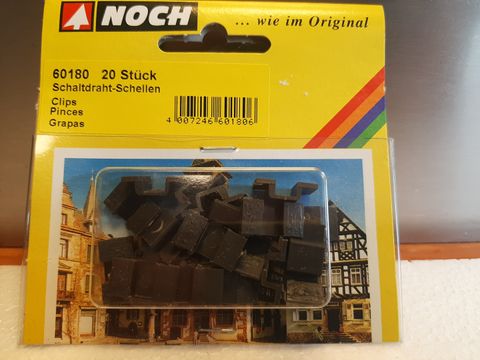 NOCH ... wie im Original
60180 20 Stück
Schaltdraht-Schellen
Clips
Pinces
Grapas
4 007246 601806